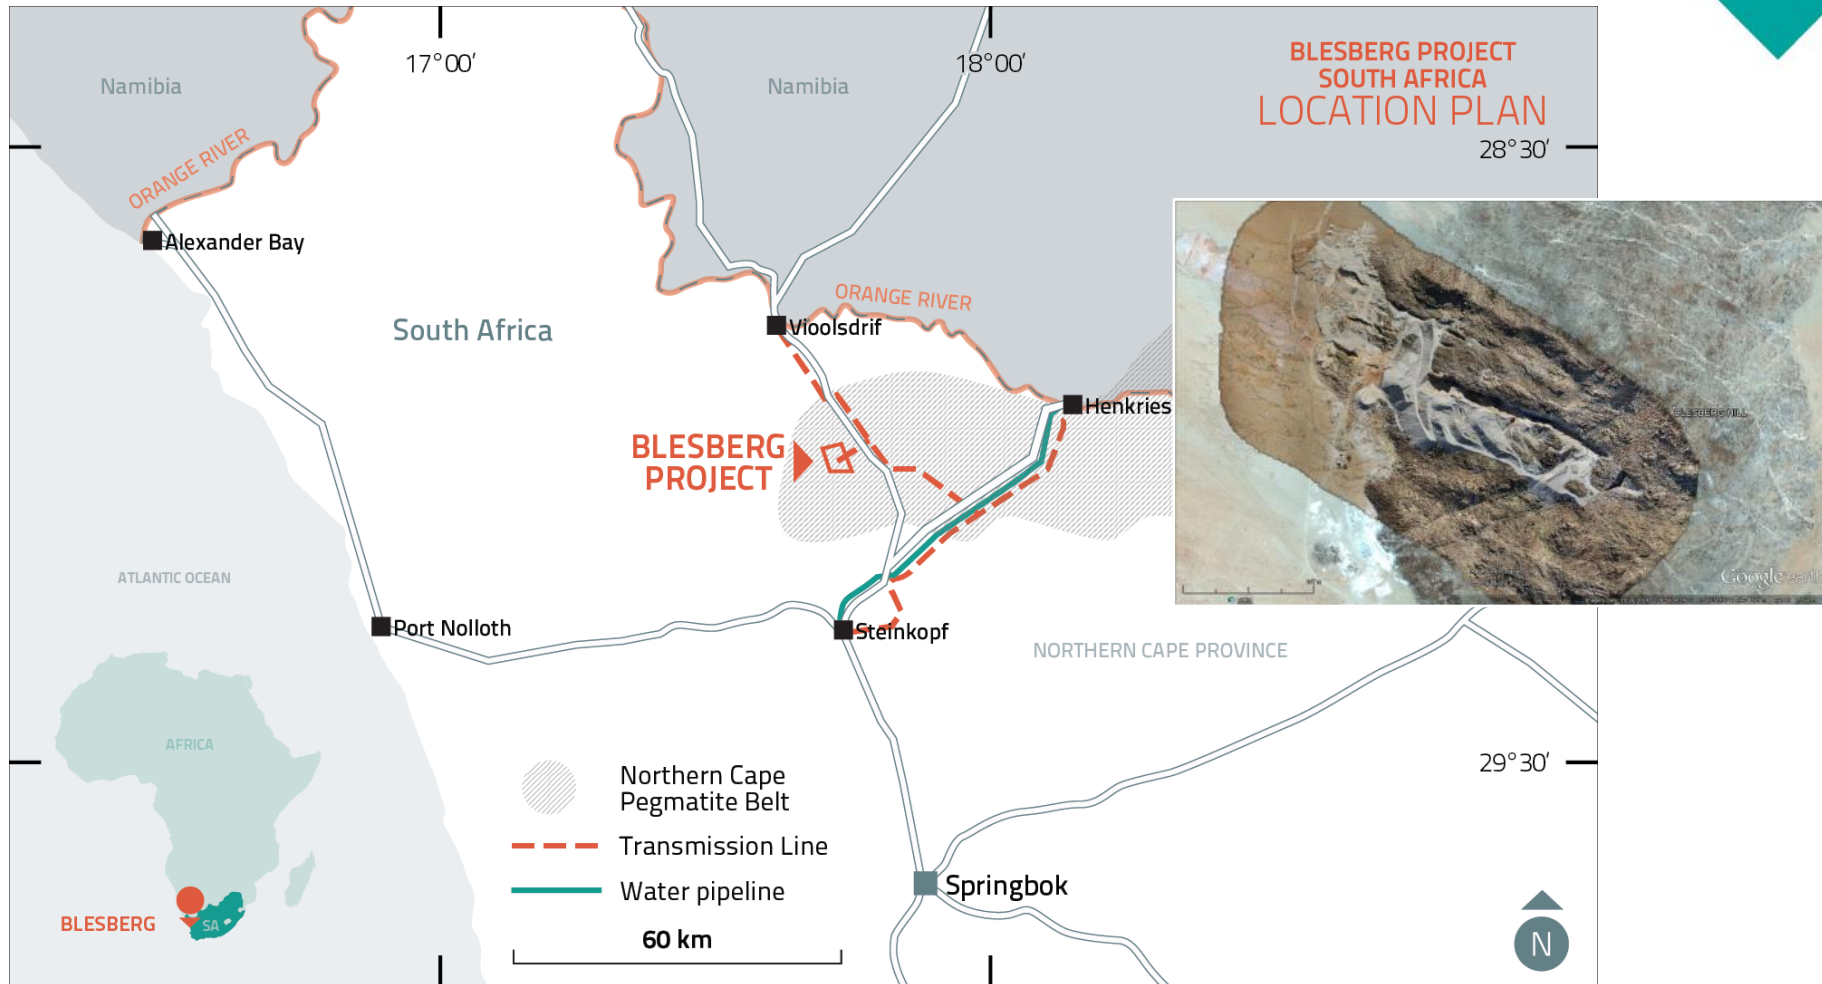 17°00'
18°00'
BLESBERG PROJECT
SOUTH AFRICA
LOCATION PLAN
Namibia
Namibia
28°30'
ORANGE RIVER
Alexander Bay
ORANGE RIVER
South Africa
Vioolsdrif
Henkries
BLESBERG HILL
BLESBERG
PROJECT
ATLANTIC OCEAN
Google earth
Port Nolloth
Steinkopf
NORTHERN CAPE PROVINCE
AFRICA
29°30'
Northern Cape
Pegmatite Belt
Transmission Line
Water pipeline
Springbok
BLESBERG
SA
60 km
N